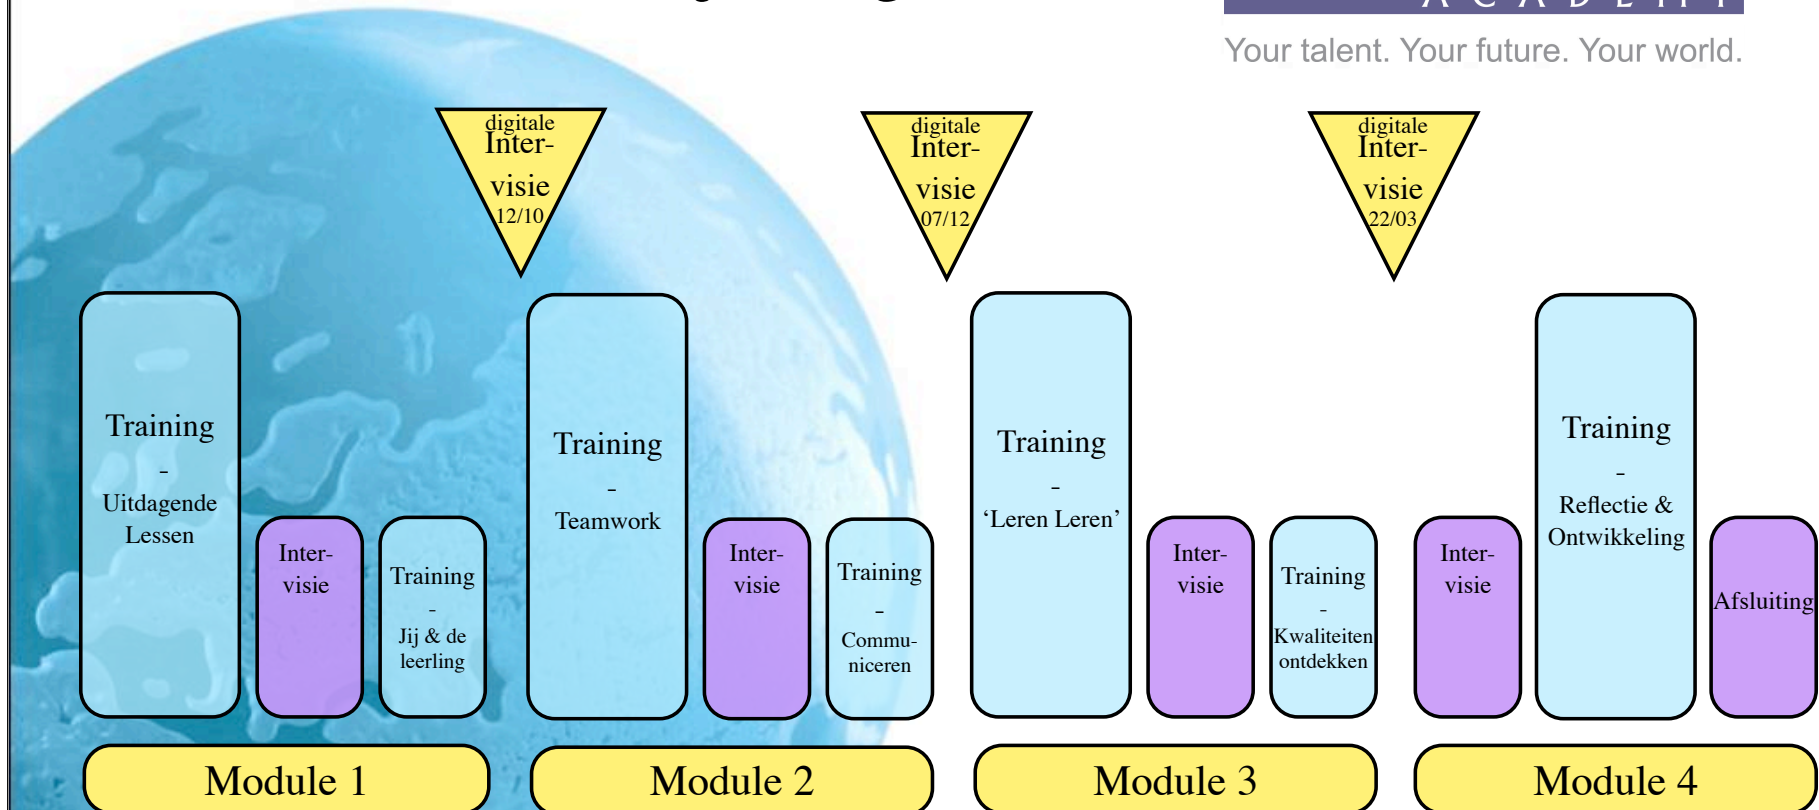 ACADEMY
Your talent. Your future. Your world.
digitale
Inter-
visie
12/10
digitale
Inter-
visie
07/12
digitale
Inter-
visie
22/03
Training
-
Uitdagende
Lessen
Inter-
visie
Training
-
Jij & de
leerling
Training
-
Teamwork
Inter-
visie
Training
-
Commu-
niceren
Training
-
‘Leren Leren’
Inter-
visie
Training
-
Kwaliteiten
ontdekken
Inter-
visie
Training
-
Reflectie &
Ontwikkeling
Afsluiting
Module 1
Module 2
Module 3
Module 4